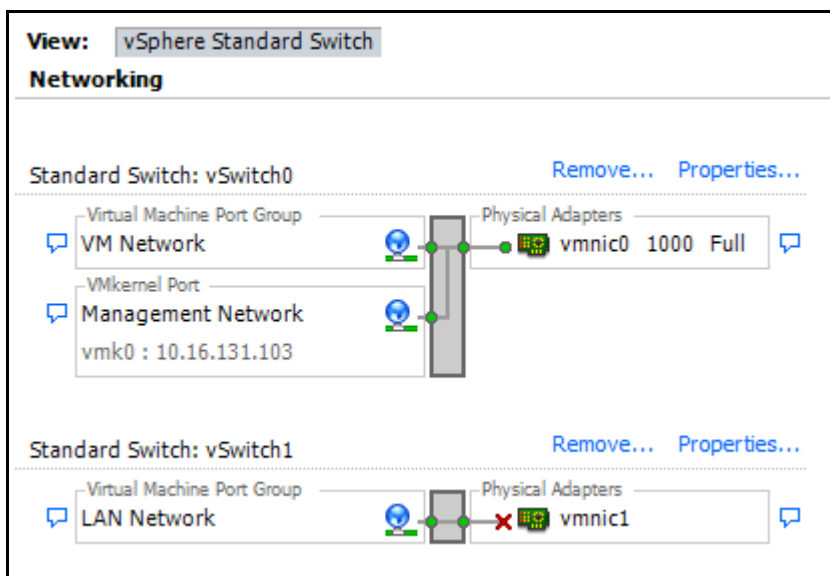 View: vSphere Standard Switch
Networking
Standard Switch: vSwitch0 Remove... Properties...
Virtual Machine Port Group Physical Adapters
VM Network vmnic0 1000 Full
VMkernel Port
Management Network
vmk0 : 10.16.131.103
Standard Switch: vSwitch1 Remove... Properties...
Virtual Machine Port Group Physical Adapters
LAN Network vmnic1